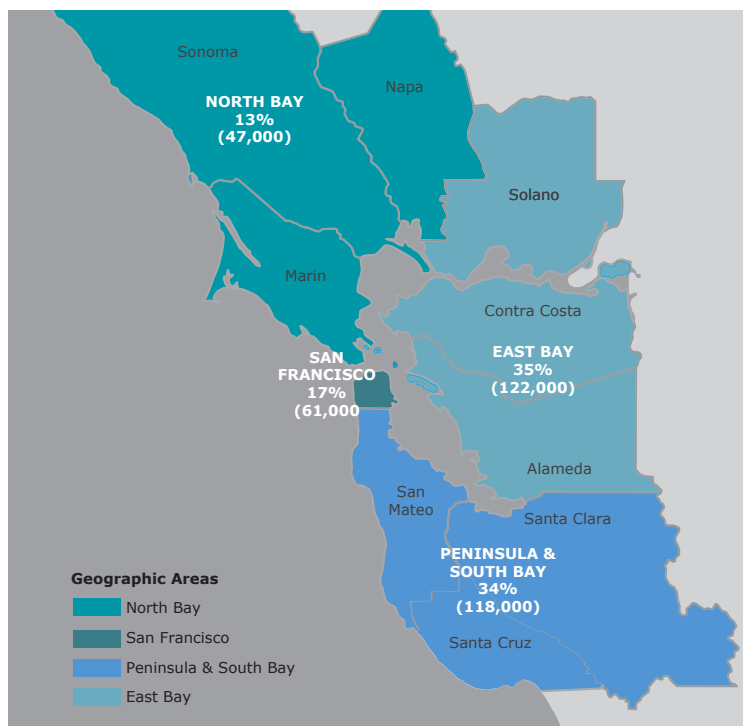 Sonoma
Napa
NORTH BAY
13%
(47,000)
Solano
Marin
Contra Costa
SAN
FRANCISCO
17%
(61,000
EAST BAY
35%
(122,000)
Alameda
San
Mateo
Santa Clara
PENINSULA &
SOUTH BAY
34%
(118,000)
Santa Cruz
Geographic Areas
North Bay
San Francisco
Peninsula & South Bay
East Bay